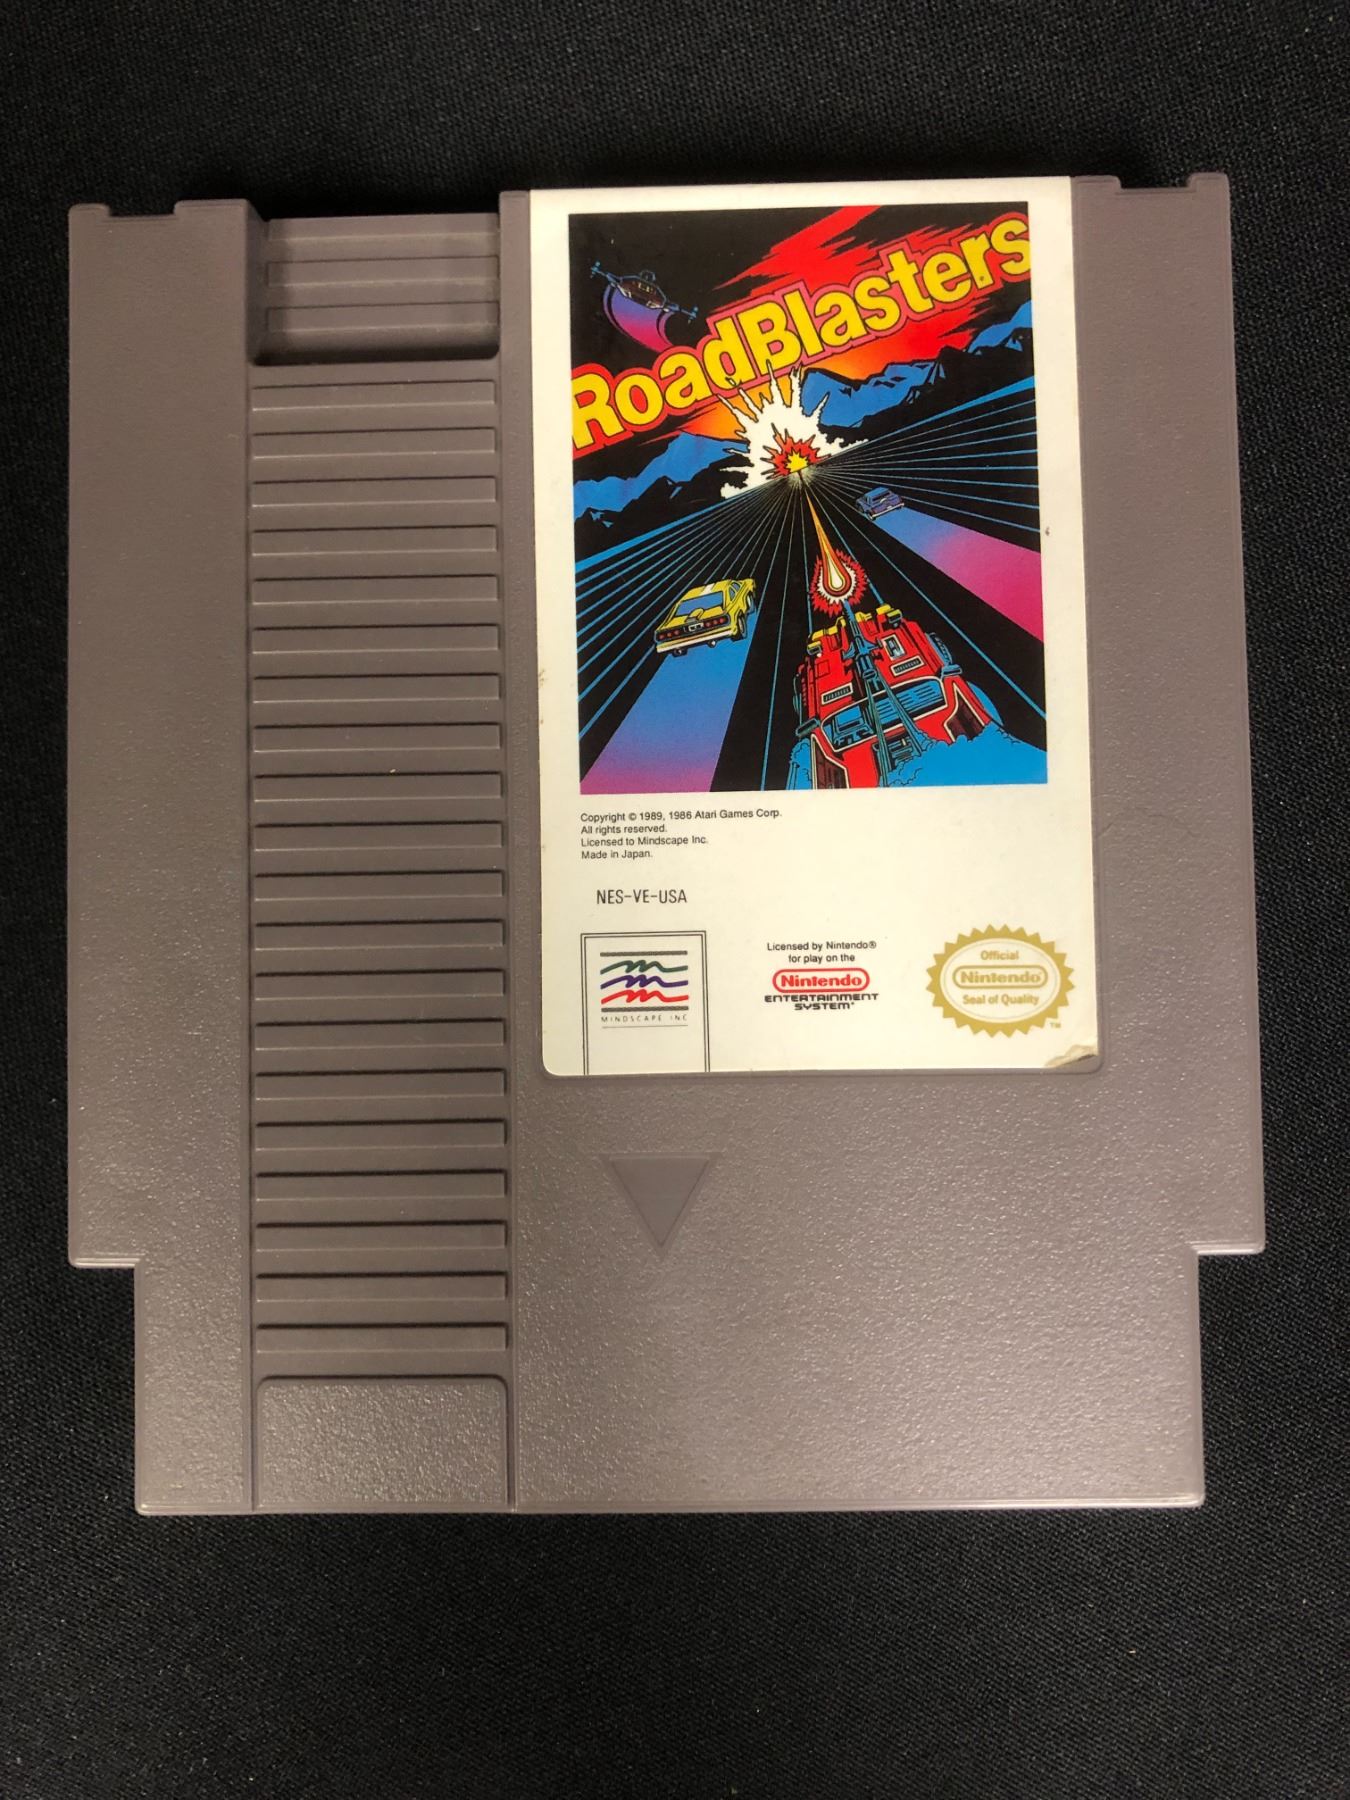 RoadBlasters
Copyright © 1989, 1986 Atari Games Corp.
All rights reserved.
Licensed to Mindscape Inc.
Made in Japan.
NES-VE-USA
MINDSCAPE INC
Licensed by Nintendo®
for play on the
Nintendo
ENTERTAINMENT
SYSTEM®
Official
Nintendo®
Seal of Quality
TM